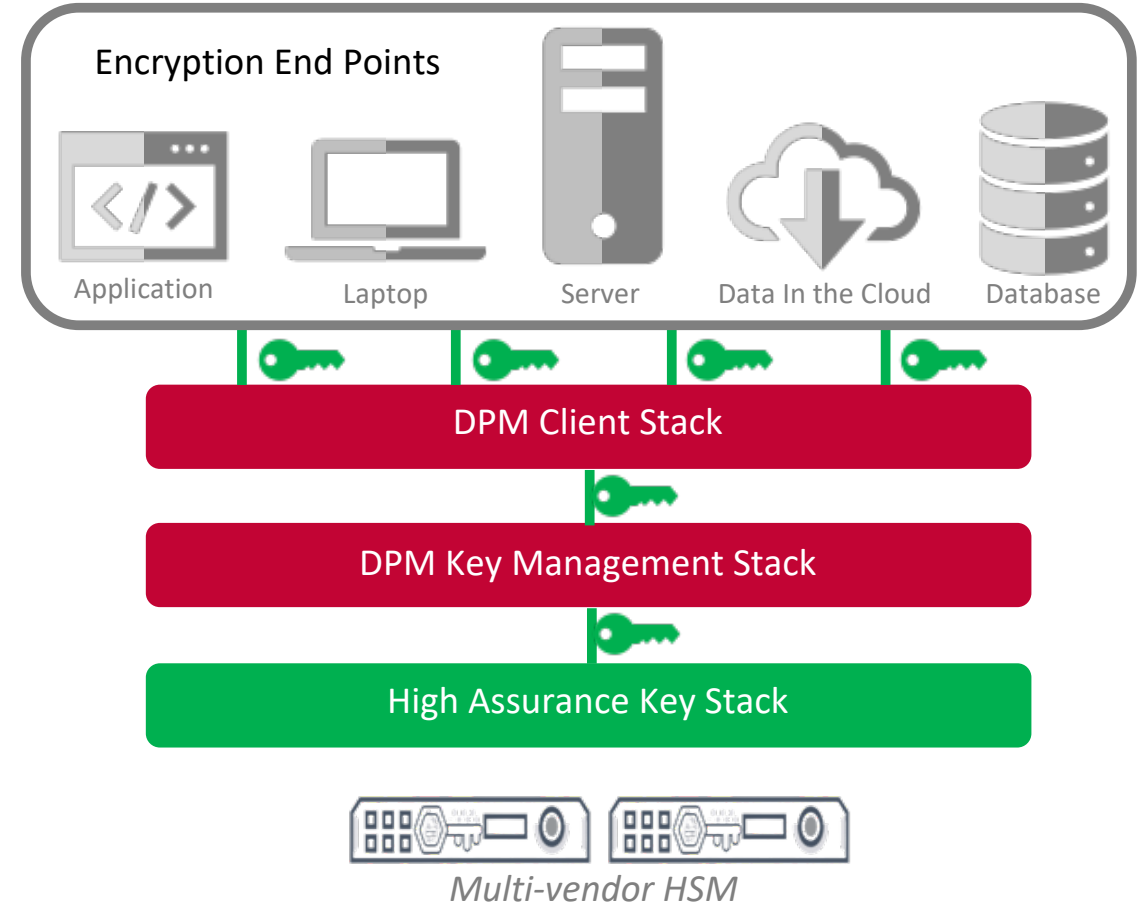 Encryption End Points
Application
Laptop
Server
Data In the Cloud
Database
DPM Client Stack
DPM Key Management Stack
High Assurance Key Stack
Multi-vendor HSM